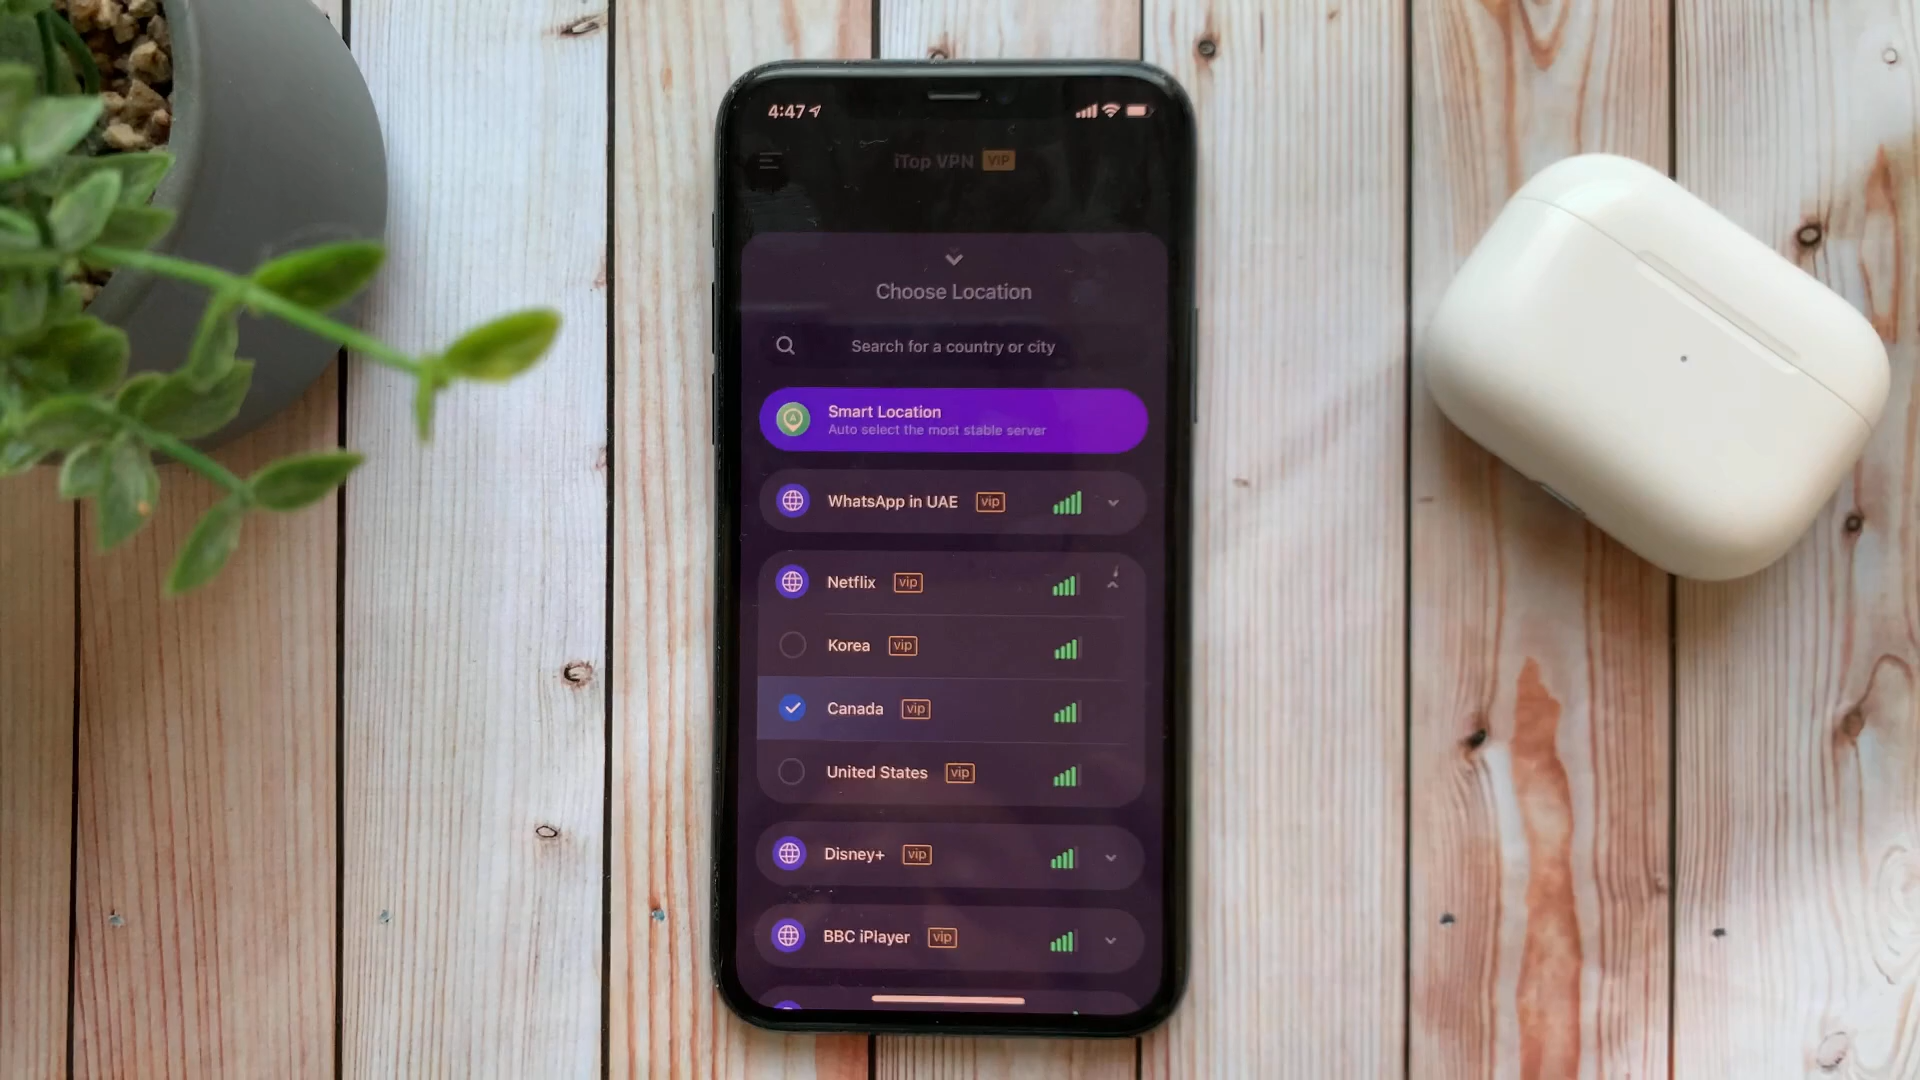 4:47
iTop VPN VIP
Choose Location
Search for a country or city
Smart Location
Auto select the most stable server
WhatsApp in UAE vip
Netflix vip
Korea vip
Canada vip
United States vip
Disney+ vip
BBC iPlayer vip